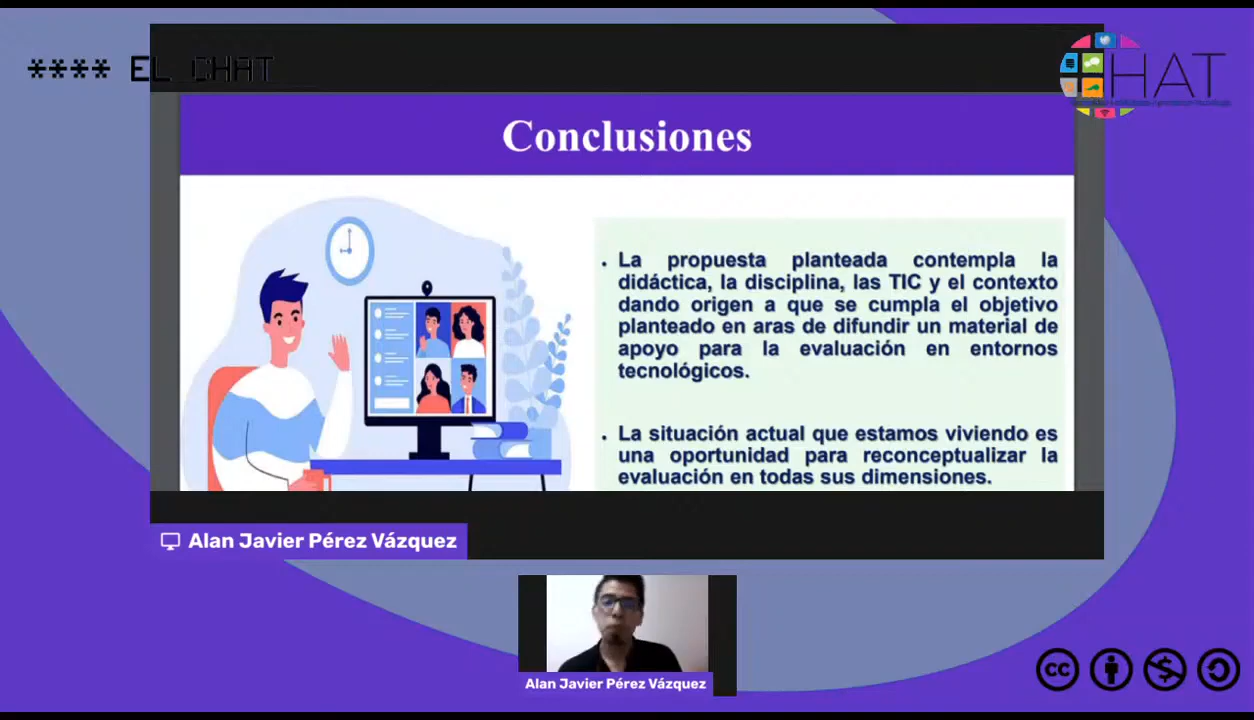 **** EL CHAT
HAT
Conclusiones
• La propuesta planteada contempla la
didáctica, la disciplina, las TIC y el contexto
dando origen a que se cumpla el objetivo
planteado en aras de difundir un material de
apoyo para la evaluación en entornos
tecnológicos.
• La situación actual que estamos viviendo es
una oportunidad para reconceptualizar la
evaluación en todas sus dimensiones.
Alan Javier Pérez Vázquez
Alan Javier Pérez Vázquez
cc